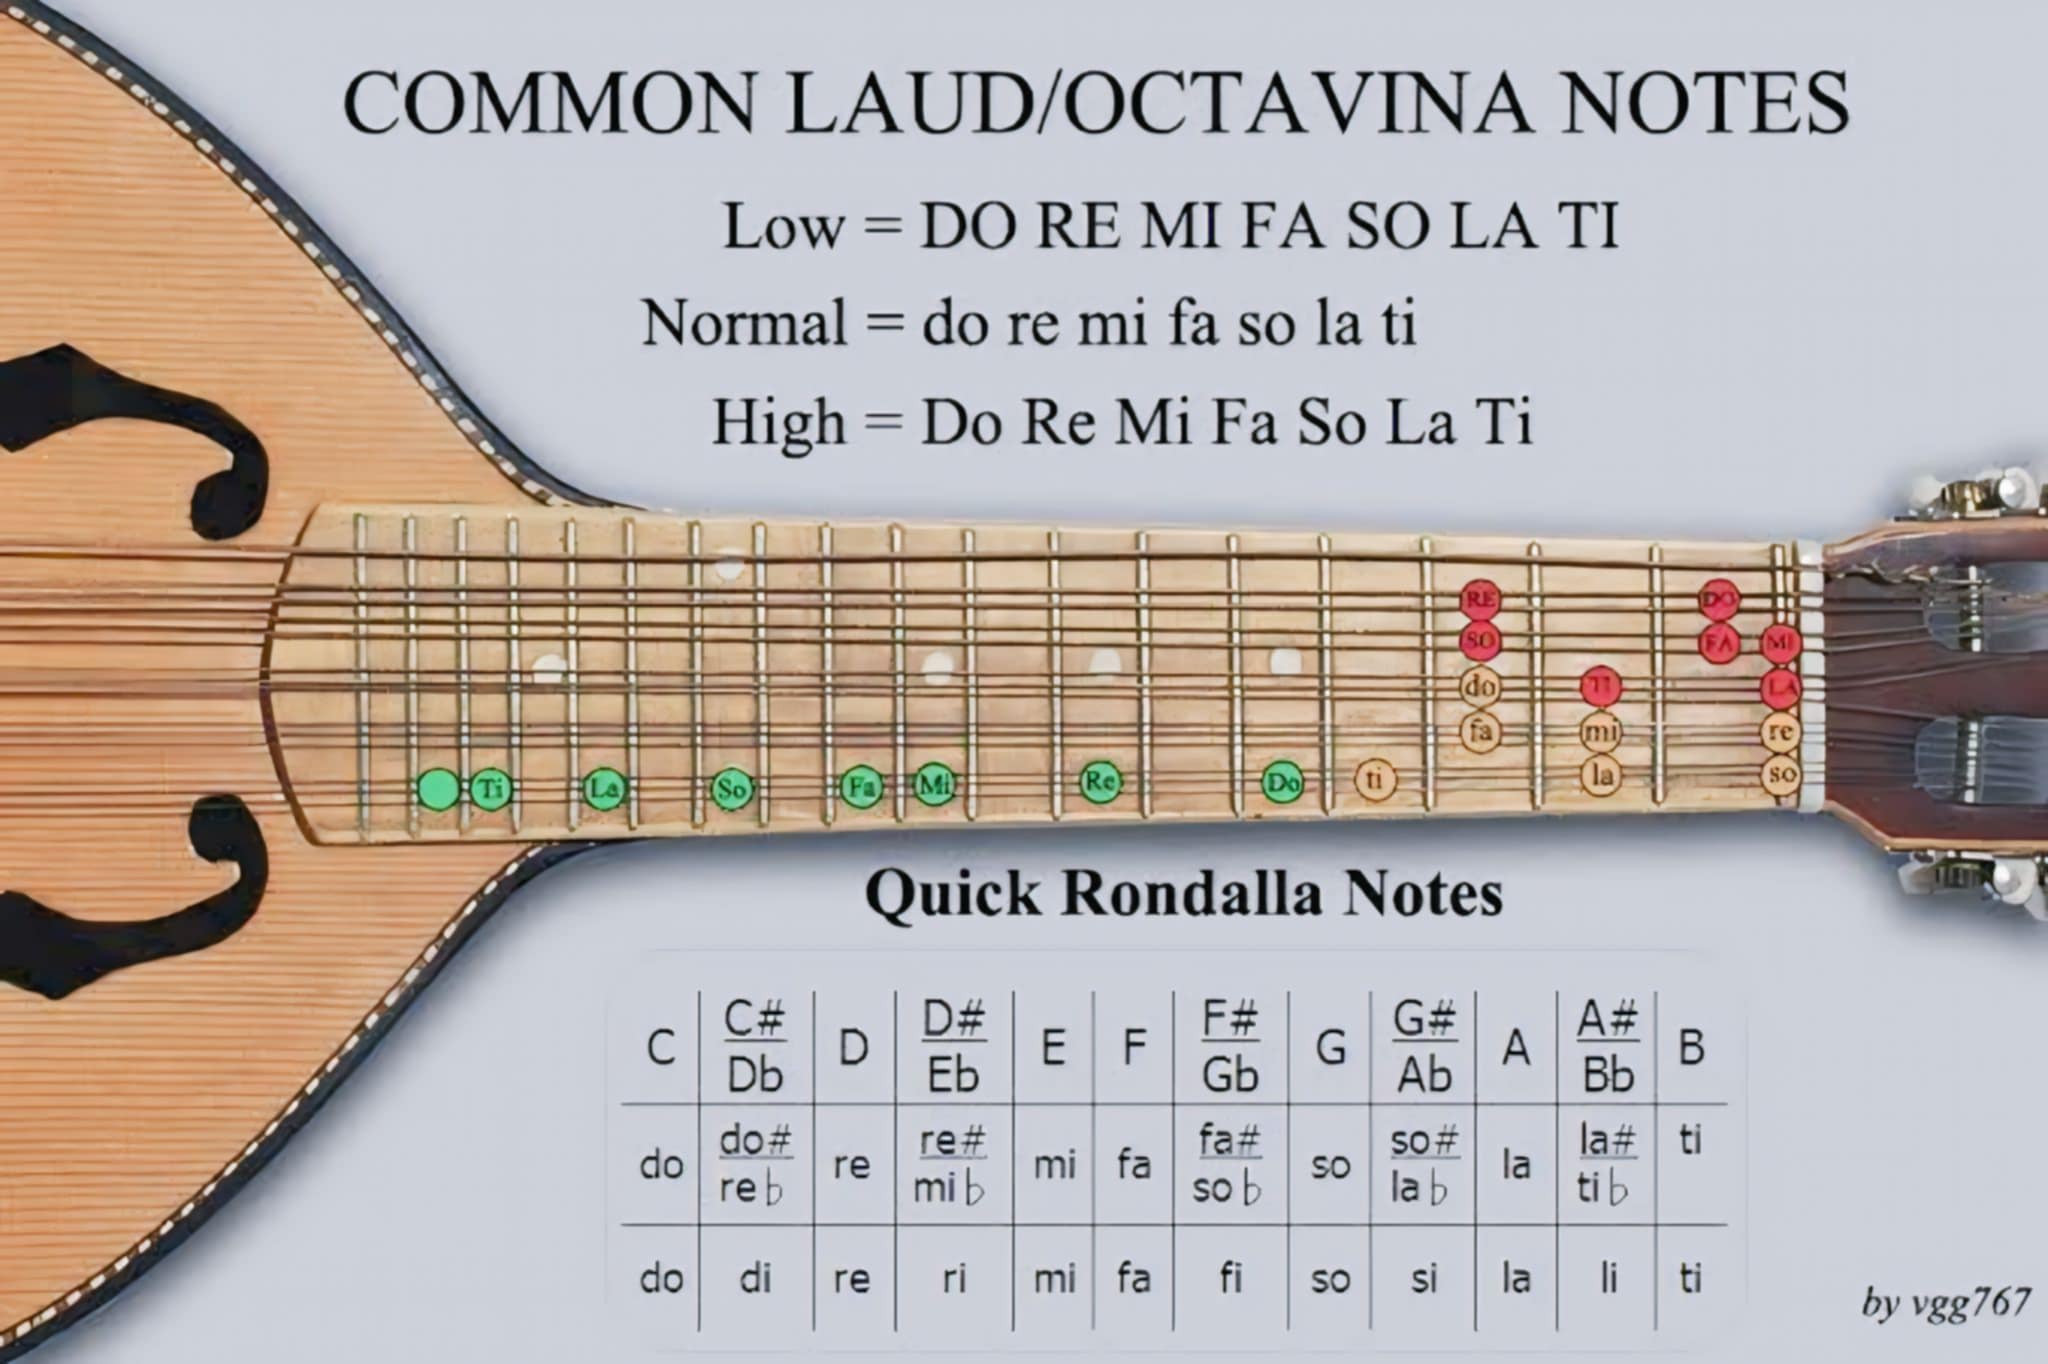 COMMON LAUD/OCTAVINA NOTES
Low = DO RE MI FA SO LA TI
Normal = do re mi fa so la ti
High = Do Re Mi Fa So La Ti
RE DO
SO FA MI
do TI LA
fa mi re
Ti La So Fa Mi Re Do ti la so
Quick Rondalla Notes
C C# D D# E F F# G G# A A# B
Db Eb Gb Ab Bb
do do# re re# mi fa fa# so so# la la# ti
re♭ mi♭ so♭ la♭ ti♭
do di re ri mi fa fi so si la li ti
by vgg767